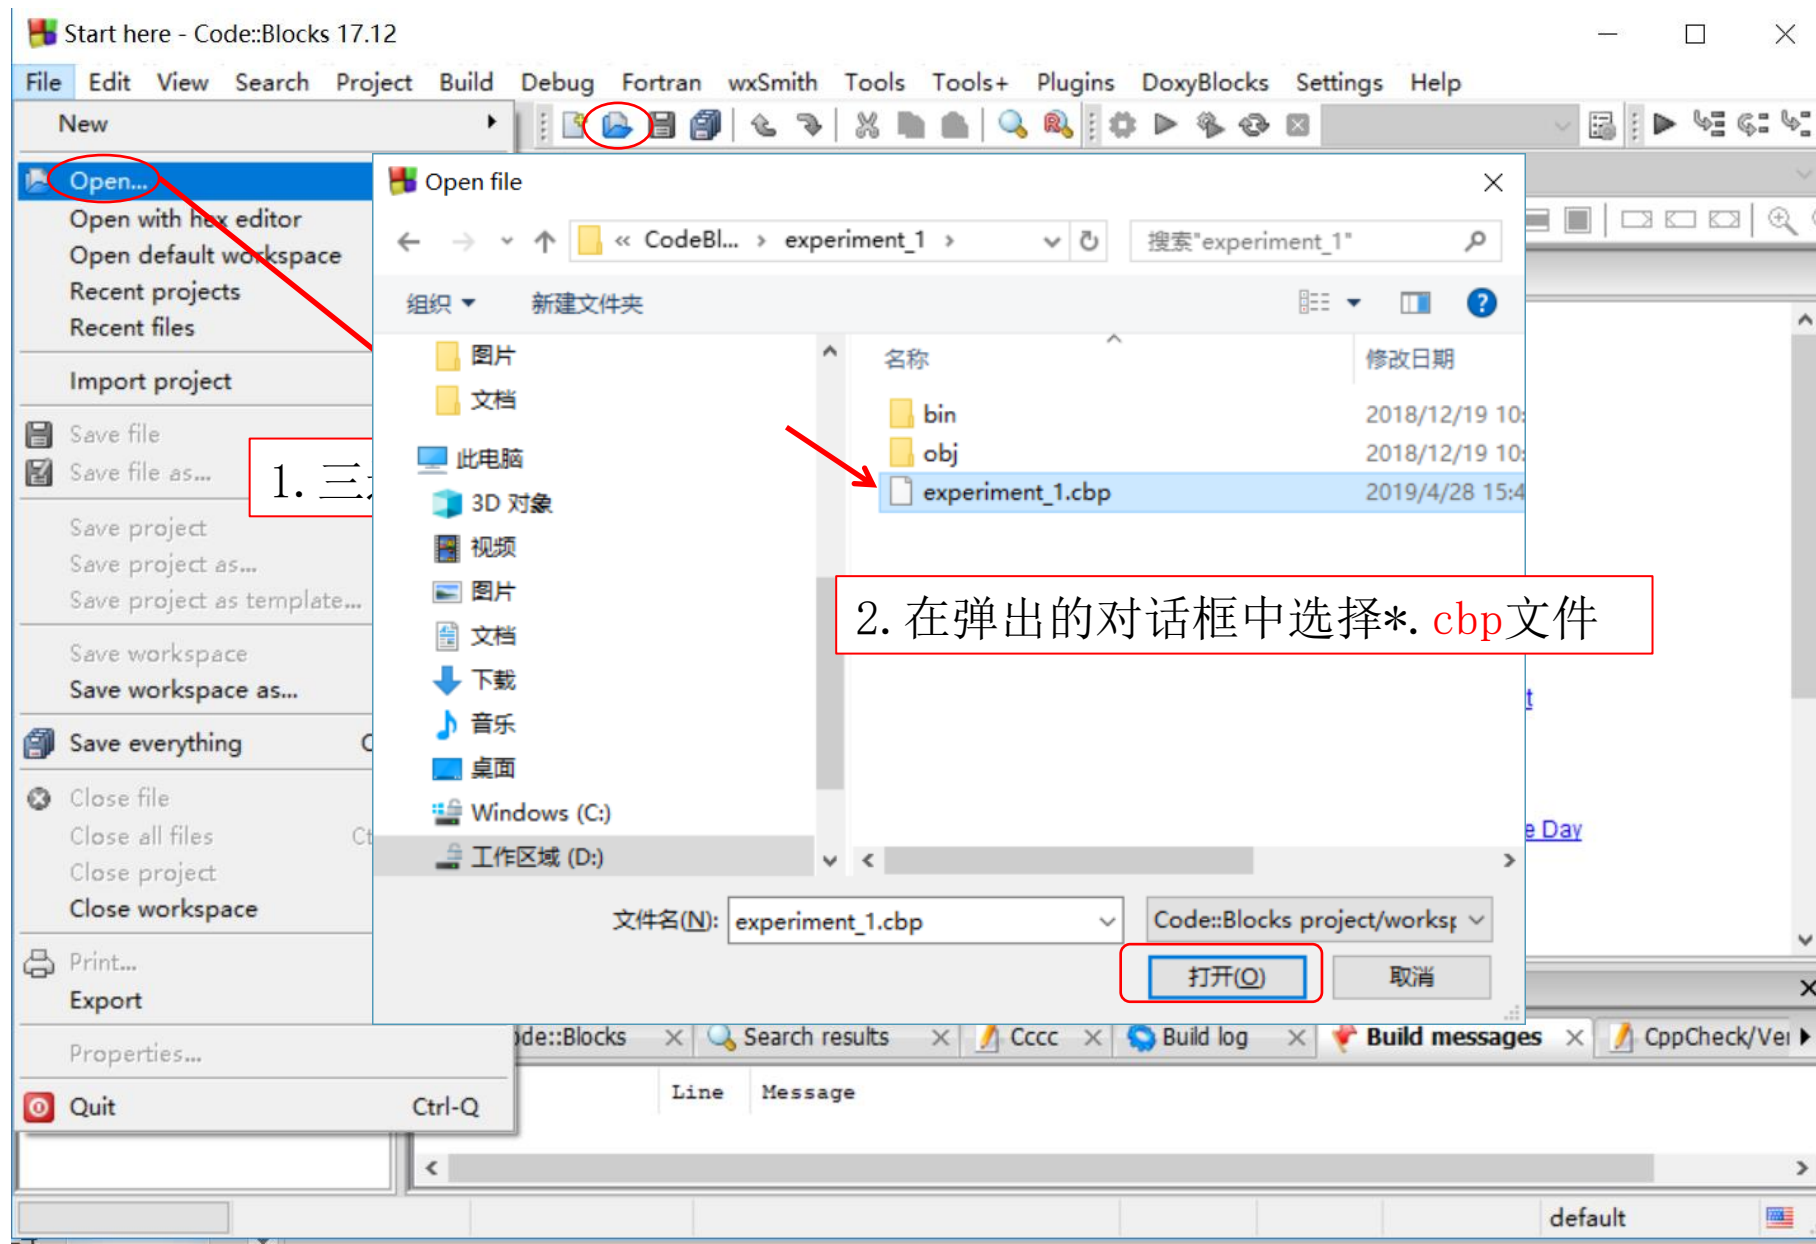 Start here - Code::Blocks 17.12
File Edit View Search Project Build Debug Fortran wxSmith Tools Tools+ Plugins DoxyBlocks Settings Help
New
Open...
Open with hex editor
Open default workspace
Recent projects
Recent files
Import project
Save file
Save file as...
1. 三
Save project
Save project as...
Save project as template...
Save workspace
Save workspace as...
Save everything
Close file
Close all files
Close project
Close workspace
Print...
Export
Properties...
Quit Ctrl-Q
Open file
« CodeBl... › experiment_1 ›
搜索"experiment_1"
组织 新建文件夹
图片
文档
此电脑
3D 对象
视频
图片
文档
下载
音乐
桌面
Windows (C:)
工作区域 (D:)
名称 修改日期
bin 2018/12/19 10:
obj 2018/12/19 10:
experiment_1.cbp 2019/4/28 15:4
2. 在弹出的对话框中选择*. cbp文件
e Day
文件名(N): experiment_1.cbp Code::Blocks project/works
打开(O) 取消
de::Blocks Search results Cccc Build log Build messages CppCheck/Ve
Line Message
default